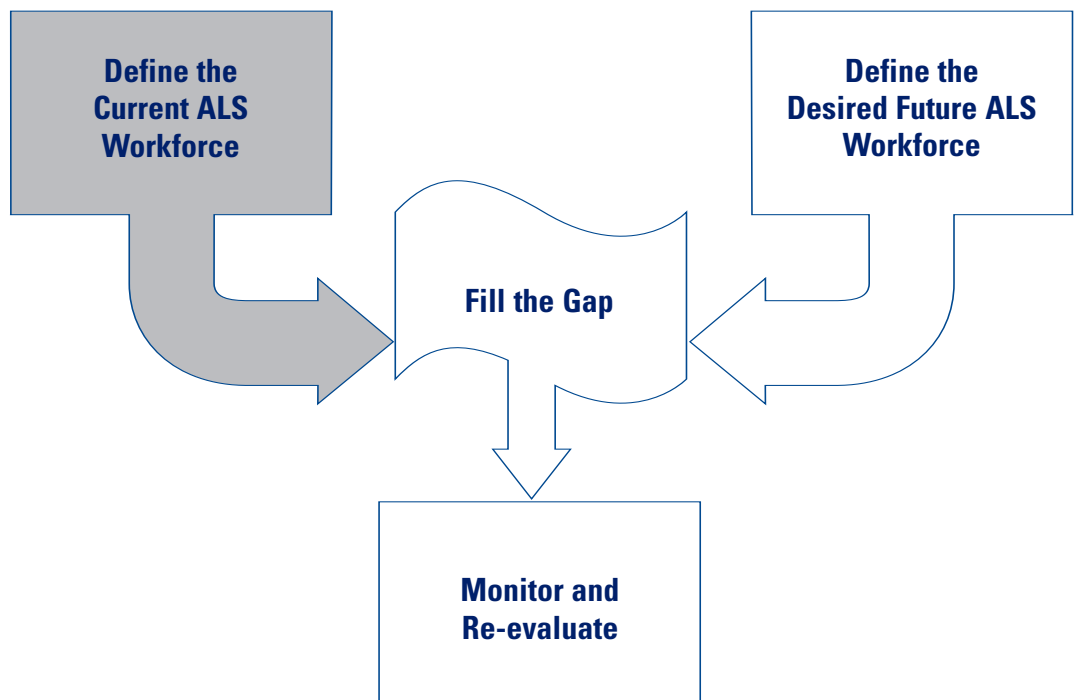 Define the
Current ALS
Workforce
Define the
Desired Future ALS
Workforce
Fill the Gap
Monitor and
Re-evaluate